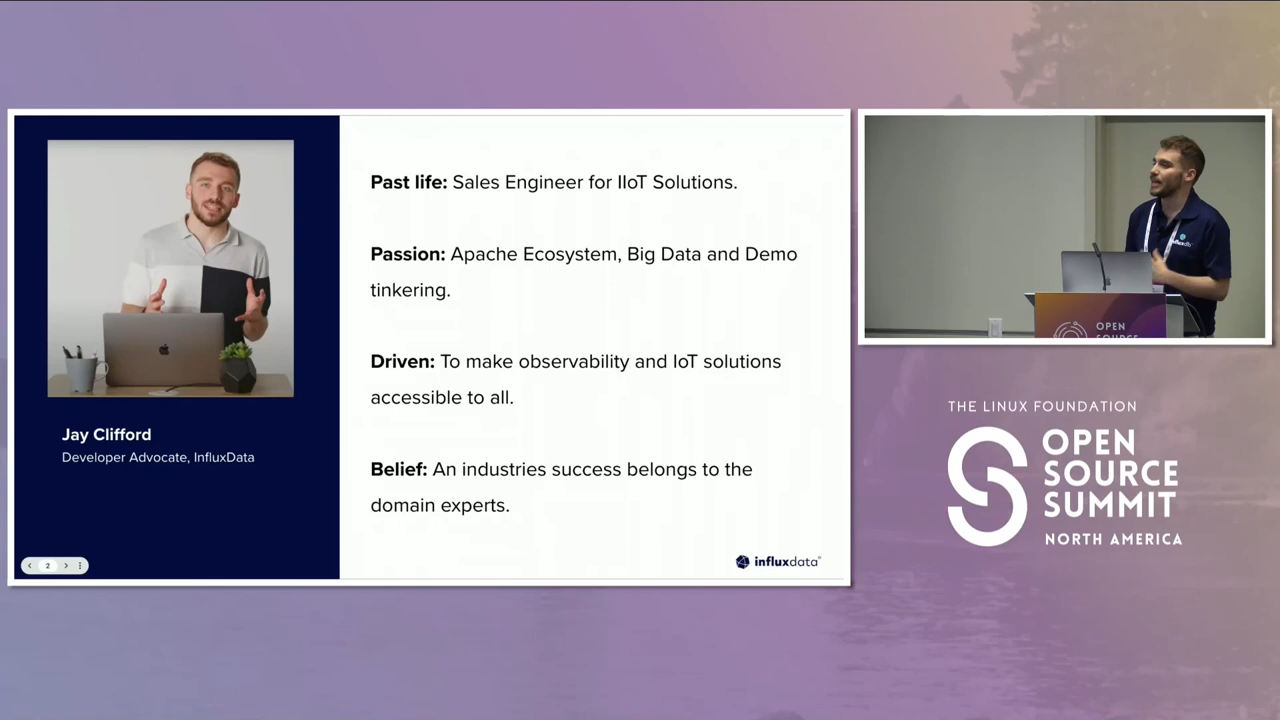 Past life: Sales Engineer for IIoT Solutions.
Passion: Apache Ecosystem, Big Data and Demo
tinkering.
Driven: To make observability and IoT solutions
accessible to all.
Belief: An industries success belongs to the
domain experts.
Jay Clifford
Developer Advocate, InfluxData
2
influxdata
OPEN
SOURCE
THE LINUX FOUNDATION
OPEN
SOURCE
SUMMIT
NORTH AMERICA